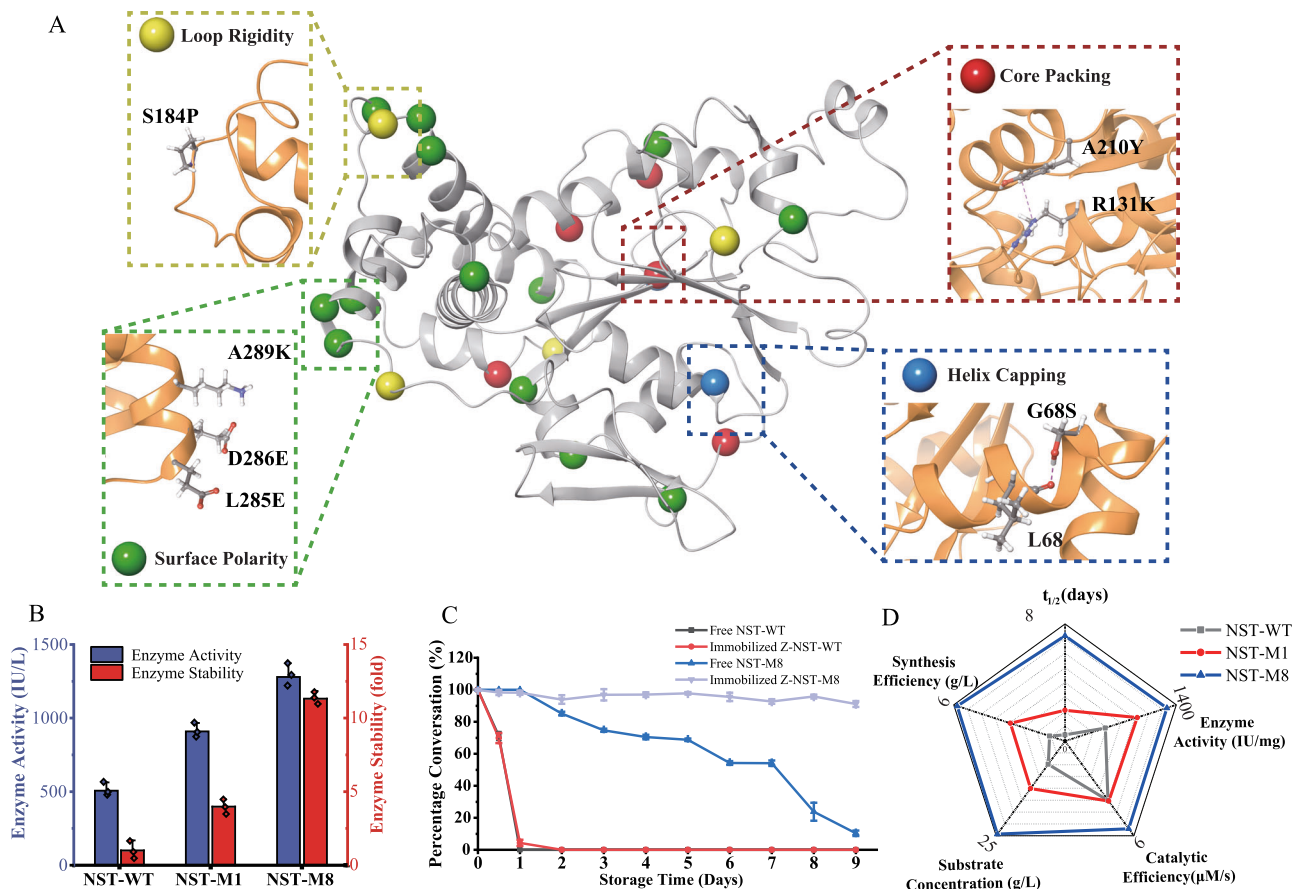 A
Loop Rigidity
S184P
Core Packing
A210Y
R131K
A289K
D286E
L285E
Surface Polarity
Helix Capping
G68S
L68
B
Enzyme Activity (IU/L)
1500
1000
500
0
Enzyme Activity
Enzyme Stability
15
10
5
0
Enzyme Stability (fold)
NST-WT
NST-M1
NST-M8
C
Free NST-WT
Immobilized Z-NST-WT
Free NST-M8
Immobilized Z-NST-M8
Percentage Conversation (%)
120
100
80
60
40
20
0
0 1 2 3 4 5 6 7 8 9
Storage Time (Days)
D
t1/2(days)
8
NST-WT
NST-M1
NST-M8
Synthesis
Efficiency (g/L)
6
1400
Enzyme
Activity (IU/mg)
0
25
6
Substrate
Concentration (g/L)
Catalytic
Efficiency(μM/s)